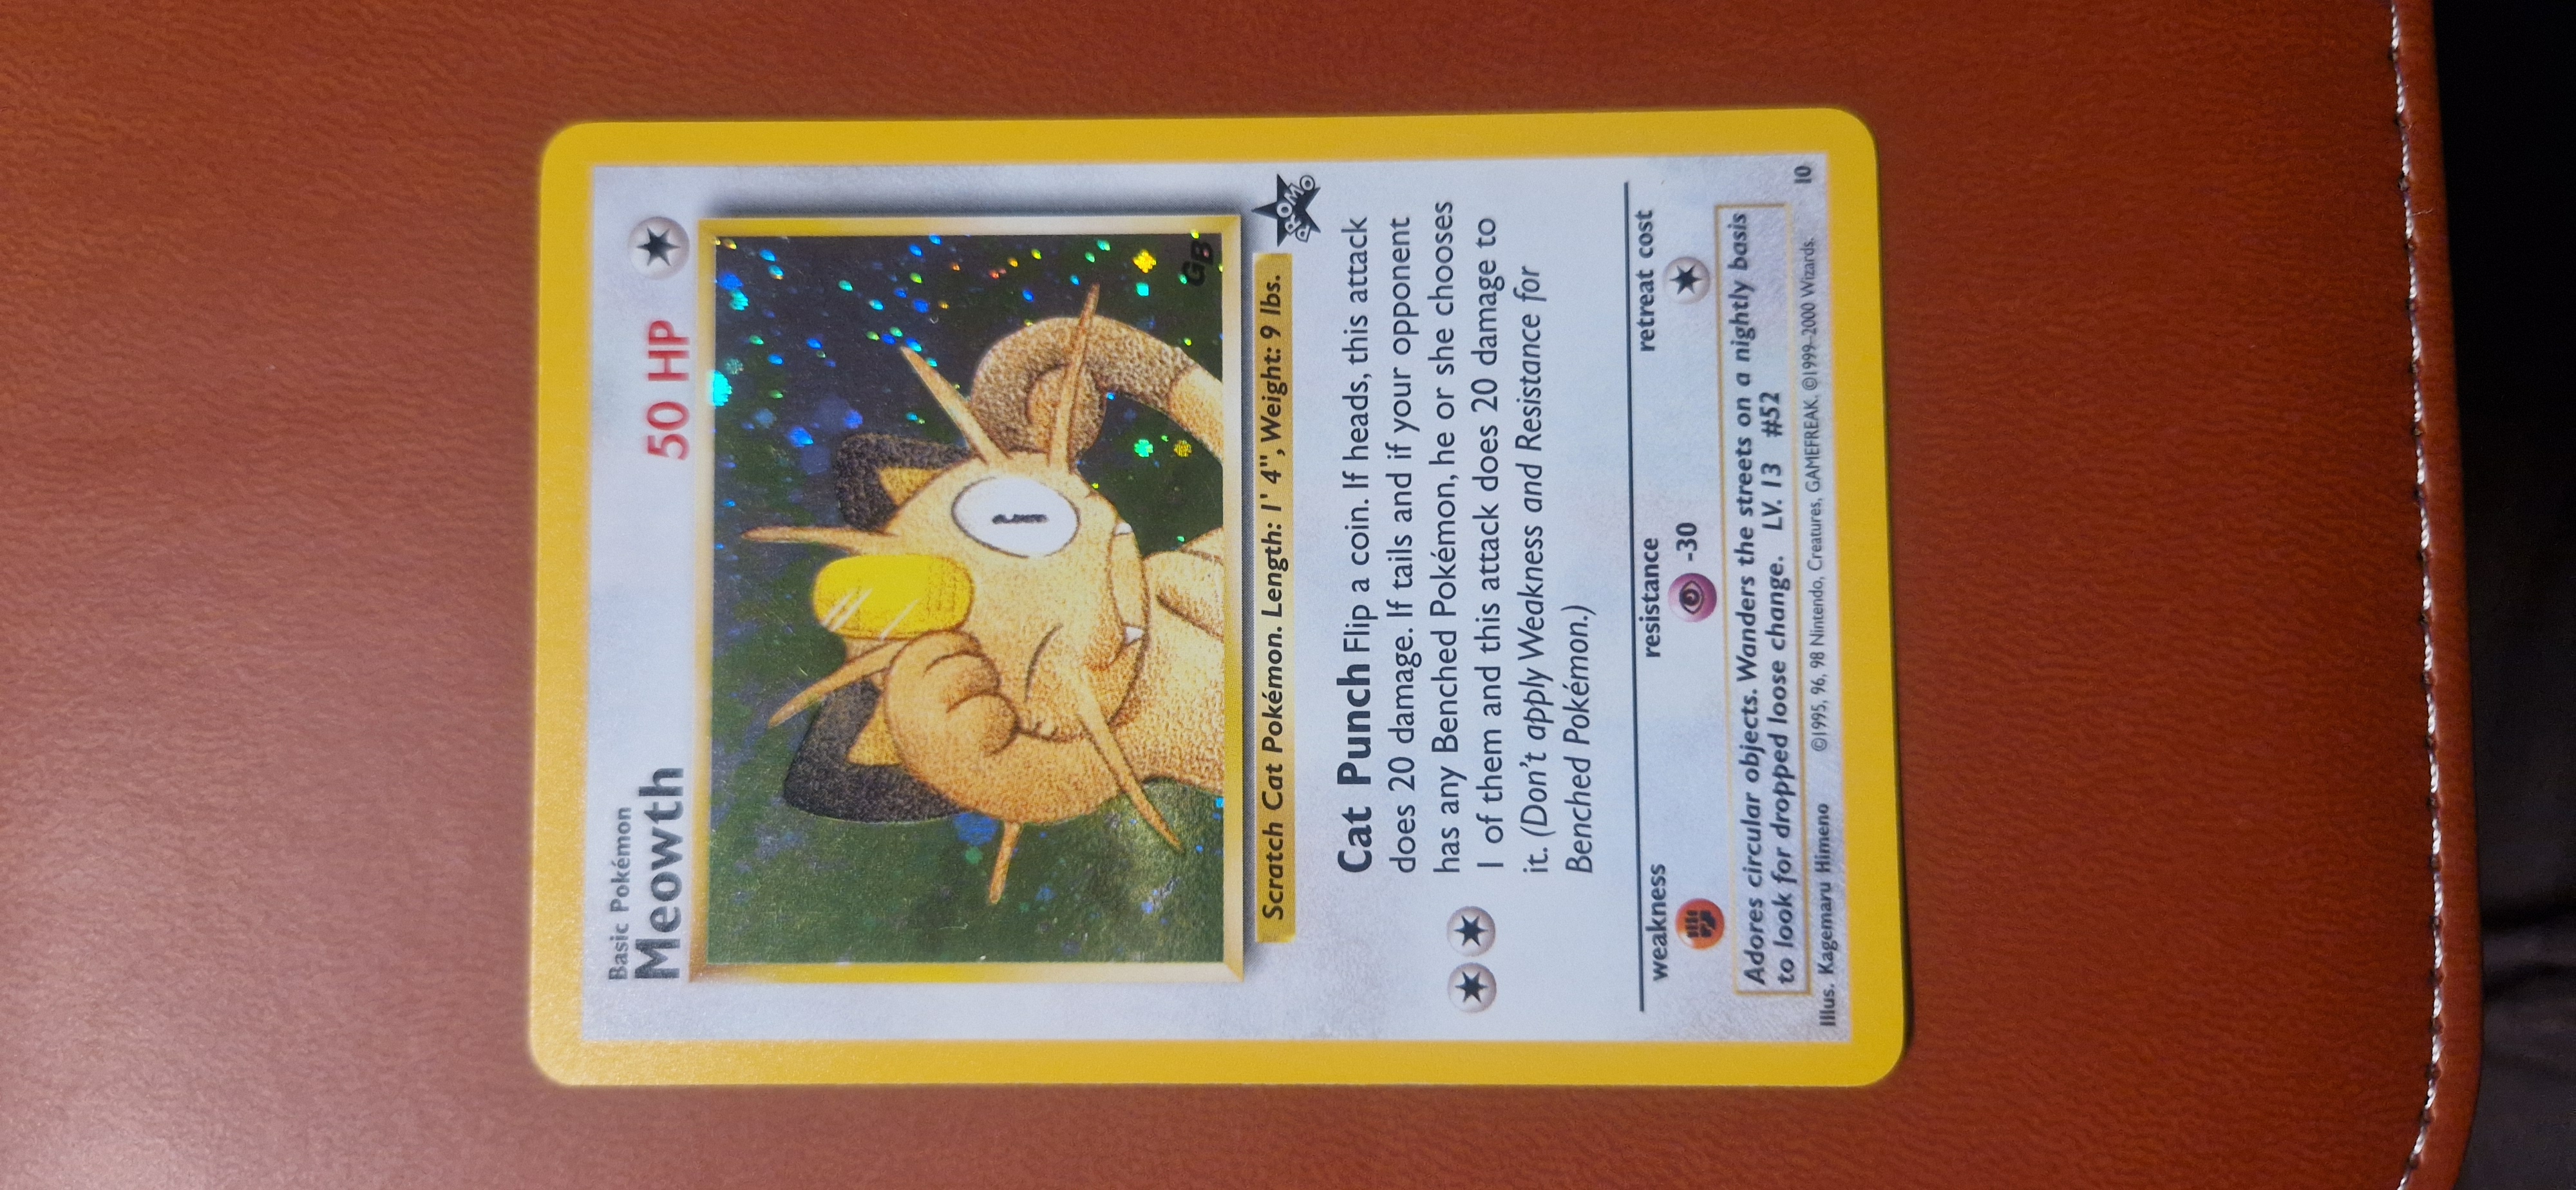 Basic Pokémon
Meowth 50 HP
GB
Scratch Cat Pokémon. Length: 1' 4", Weight: 9 lbs.
PROMO
Cat Punch Flip a coin. If heads, this attack
does 20 damage. If tails and if your opponent
has any Benched Pokémon, he or she chooses
1 of them and this attack does 20 damage to
it. (Don't apply Weakness and Resistance for
Benched Pokémon.)
weakness resistance retreat cost
-30
Adores circular objects. Wanders the streets on a nightly basis
to look for dropped loose change. LV. 13 #52
Illus. Kagemaru Himeno ©1995, 96, 98 Nintendo, Creatures, GAMEFREAK. ©1999-2000 Wizards. 10